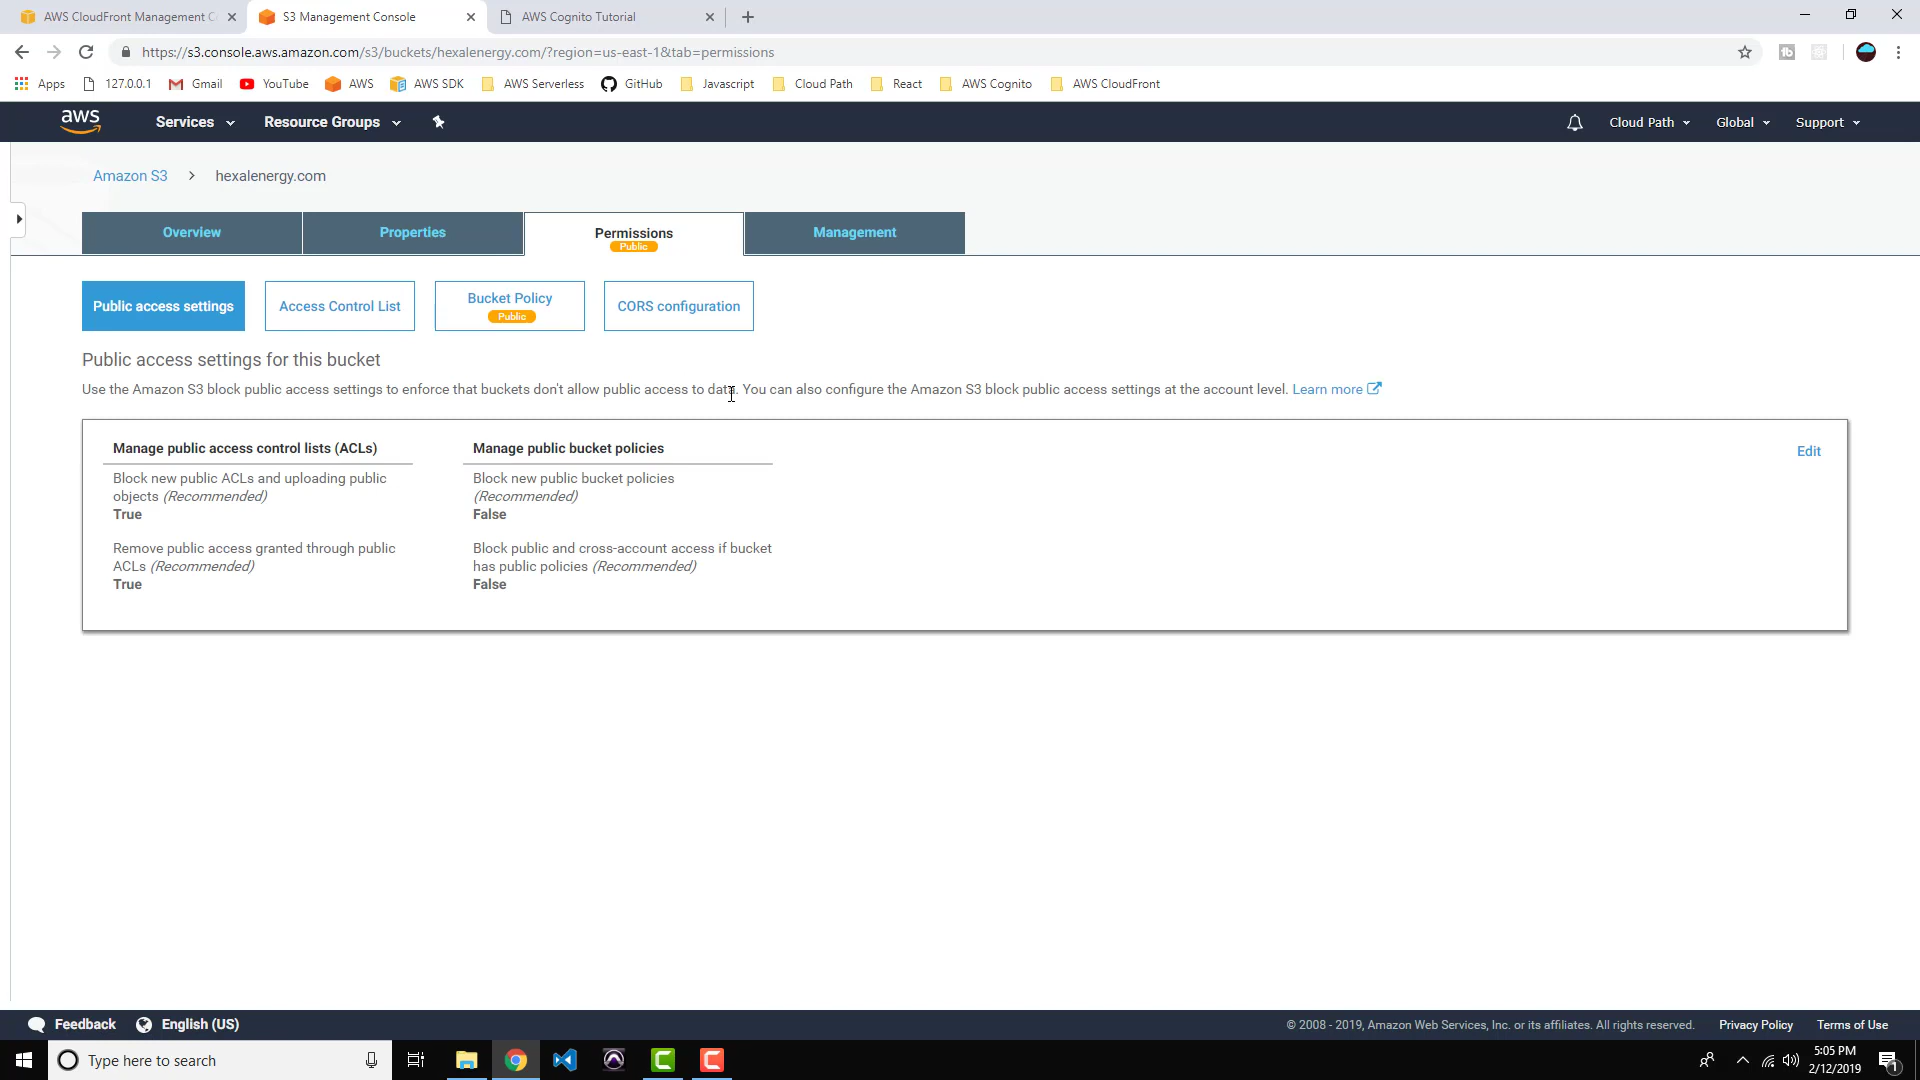 AWS CloudFront Management C
S3 Management Console
AWS Cognito Tutorial
https://s3.console.aws.amazon.com/s3/buckets/hexalenergy.com/?region=us-east-1&tab=permissions
tb
Apps 127.0.0.1 Gmail YouTube AWS AWS SDK AWS Serverless GitHub Javascript Cloud Path React AWS Cognito AWS CloudFront
aws Services Resource Groups Cloud Path Global Support
Amazon S3 > hexalenergy.com
Overview Properties Permissions Management
Public
Public access settings Access Control List Bucket Policy CORS configuration
Public
Public access settings for this bucket
Use the Amazon S3 block public access settings to enforce that buckets don't allow public access to data. You can also configure the Amazon S3 block public access settings at the account level. Learn more
Manage public access control lists (ACLs)
Block new public ACLs and uploading public
objects (Recommended)
True
Remove public access granted through public
ACLs (Recommended)
True
Manage public bucket policies
Block new public bucket policies
(Recommended)
False
Block public and cross-account access if bucket
has public policies (Recommended)
False
Edit
Feedback English (US) © 2008 - 2019, Amazon Web Services, Inc. or its affiliates. All rights reserved. Privacy Policy Terms of Use
Type here to search
5:05 PM
2/12/2019
1